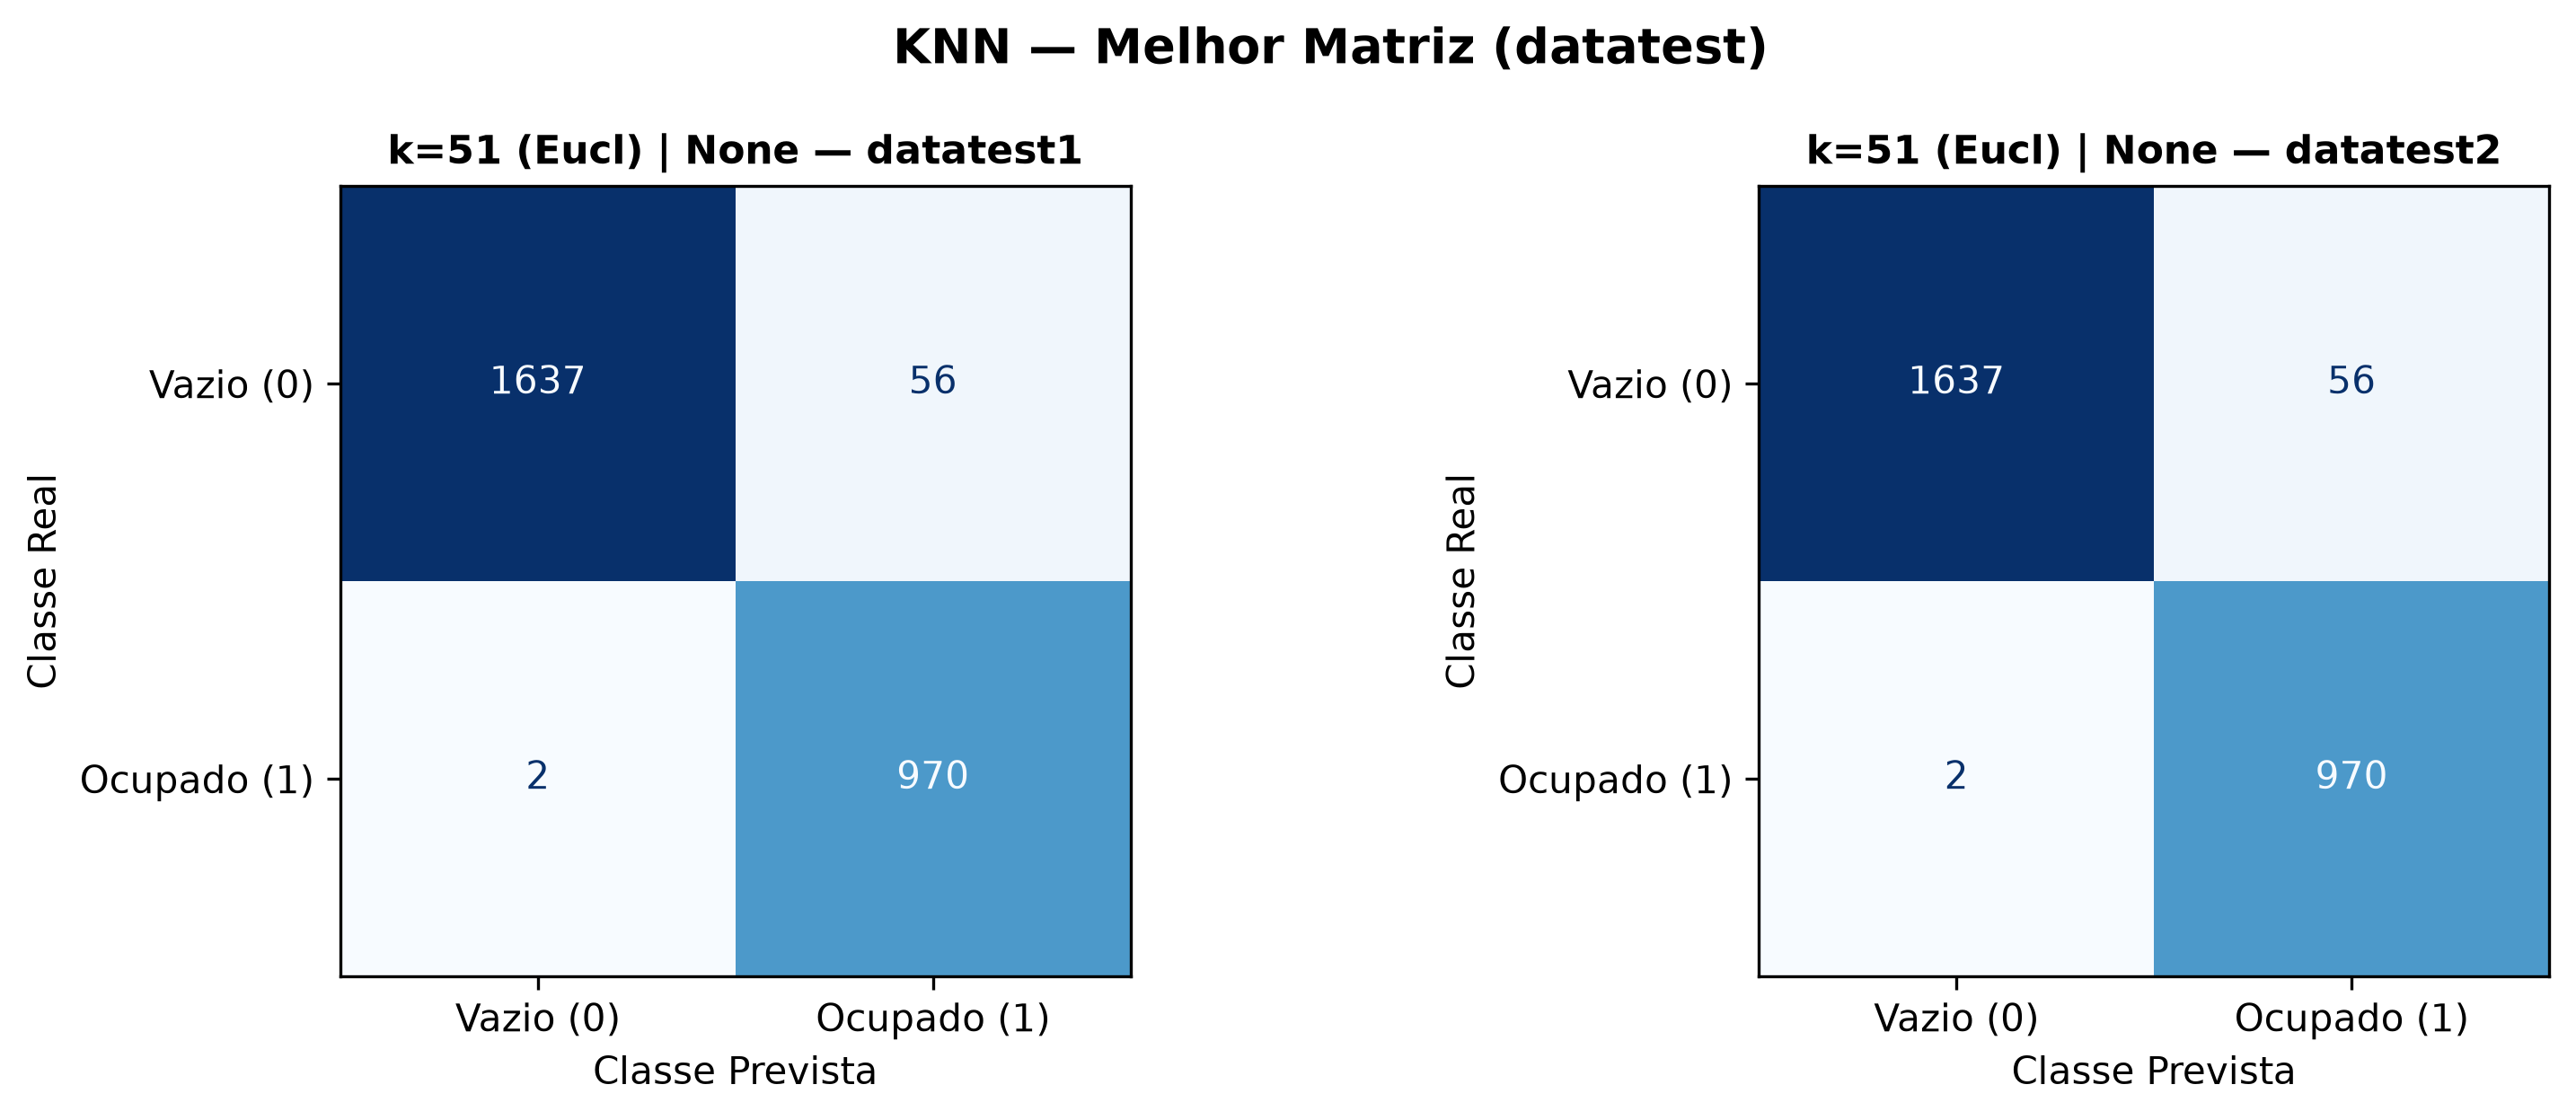 KNN — Melhor Matriz (datatest)
k=51 (Eucl) | None — datatest1
Classe Real
Vazio (0)
1637
56
Ocupado (1)
2
970
Vazio (0)
Ocupado (1)
Classe Prevista
k=51 (Eucl) | None — datatest2
Classe Real
Vazio (0)
1637
56
Ocupado (1)
2
970
Vazio (0)
Ocupado (1)
Classe Prevista